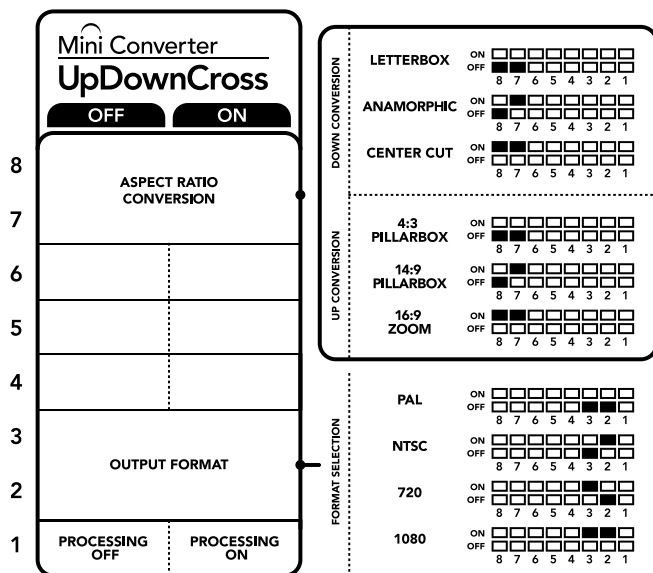 Mini Converter
UpDownCross
OFF ON
8
ASPECT RATIO
CONVERSION
7
6
5
4
3
OUTPUT FORMAT
2
1
PROCESSING
OFF
PROCESSING
ON
DOWN CONVERSION
LETTERBOX
ON
OFF
8 7 6 5 4 3 2 1
ANAMORPHIC
ON
OFF
8 7 6 5 4 3 2 1
CENTER CUT
ON
OFF
8 7 6 5 4 3 2 1
UP CONVERSION
4:3
PILLARBOX
ON
OFF
8 7 6 5 4 3 2 1
14:9
PILLARBOX
ON
OFF
8 7 6 5 4 3 2 1
16:9
ZOOM
ON
OFF
8 7 6 5 4 3 2 1
FORMAT SELECTION
PAL
ON
OFF
8 7 6 5 4 3 2 1
NTSC
ON
OFF
8 7 6 5 4 3 2 1
720
ON
OFF
8 7 6 5 4 3 2 1
1080
ON
OFF
8 7 6 5 4 3 2 1